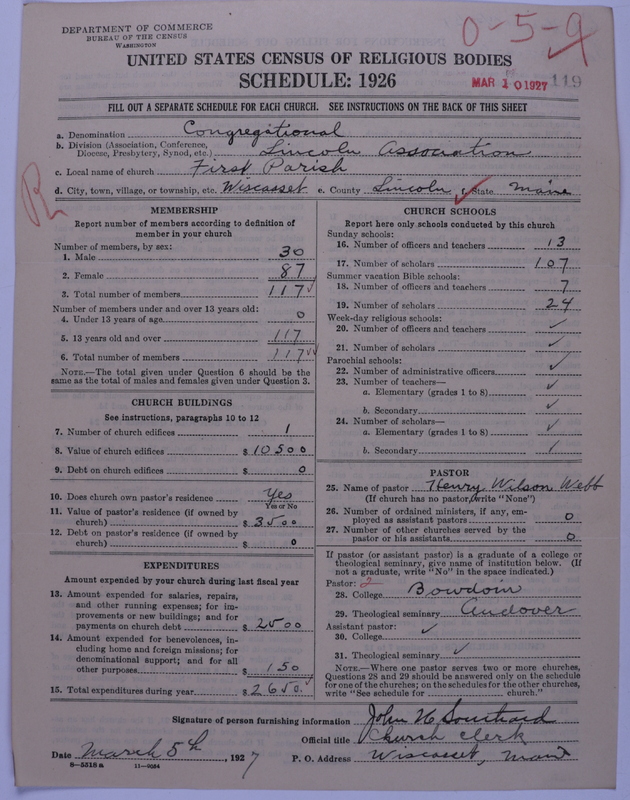 DEPARTMENT OF COMMERCE
BUREAU OF THE CENSUS
WASHINGTON
0-5-9
UNITED STATES CENSUS OF RELIGIOUS BODIES
SCHEDULE: 1926
MAR 10 1927 119
FILL OUT A SEPARATE SCHEDULE FOR EACH CHURCH. SEE INSTRUCTIONS ON THE BACK OF THIS SHEET
a. Denomination Congregational
b. Division (Association, Conference, Diocese, Presbytery, Synod, etc.) Lincoln Association
c. Local name of church First Parish
d. City, town, village, or township, etc. Wiscasset e. County Lincoln f. State Maine
MEMBERSHIP
Report number of members according to definition of
member in your church
Number of members, by sex:
1. Male 30
2. Female 87
3. Total number of members 117
Number of members under and over 13 years old:
4. Under 13 years of age 0
5. 13 years old and over 117
6. Total number of members 117
NOTE.—The total given under Question 6 should be the
same as the total of males and females given under Question 3.
CHURCH BUILDINGS
See instructions, paragraphs 10 to 12
7. Number of church edifices 1
8. Value of church edifices $ 10500
9. Debt on church edifices $ 0
10. Does church own pastor's residence Yes
Yes or No
11. Value of pastor's residence (if owned by
church) $ 3500
12. Debt on pastor's residence (if owned by
church) $ 0
EXPENDITURES
Amount expended by your church during last fiscal year
13. Amount expended for salaries, repairs,
and other running expenses; for im-
provements or new buildings; and for
payments on church debt $ 2500
14. Amount expended for benevolences, in-
cluding home and foreign missions; for
denominational support; and for all
other purposes $ 150
15. Total expenditures during year $ 2650.
CHURCH SCHOOLS
Report here only schools conducted by this church
Sunday schools:
16. Number of officers and teachers 13
17. Number of scholars 107
Summer vacation Bible schools:
18. Number of officers and teachers 7
19. Number of scholars 24
Week-day religious schools:
20. Number of officers and teachers ✓
21. Number of scholars ✓
Parochial schools:
22. Number of administrative officers ✓
23. Number of teachers—
a. Elementary (grades 1 to 8) ✓
b. Secondary ✓
24. Number of scholars—
a. Elementary (grades 1 to 8) ✓
b. Secondary
PASTOR
25. Name of pastor Henry Wilson Webb
(If church has no pastor, write "None")
26. Number of ordained ministers, if any, em-
ployed as assistant pastors 0
27. Number of other churches served by the
pastor or his assistants 0
If pastor (or assistant pastor) is a graduate of a college or
theological seminary, give name of institution below. (If
not a graduate, write "No" in the space indicated.)
Pastor: 2
28. College Bowdoin
29. Theological seminary Andover
Assistant pastor:
30. College ✓
31. Theological seminary ✓
NOTE.—Where one pastor serves two or more churches,
Questions 28 and 29 should be answered only on the schedule
for one of the churches; on the schedules for the other churches,
write "See schedule for church."
Signature of person furnishing information John H Southard
Official title Church Clerk
Date March 5th, 1927 P. O. Address Wiscasset, Maine
8-5518a 11-9034